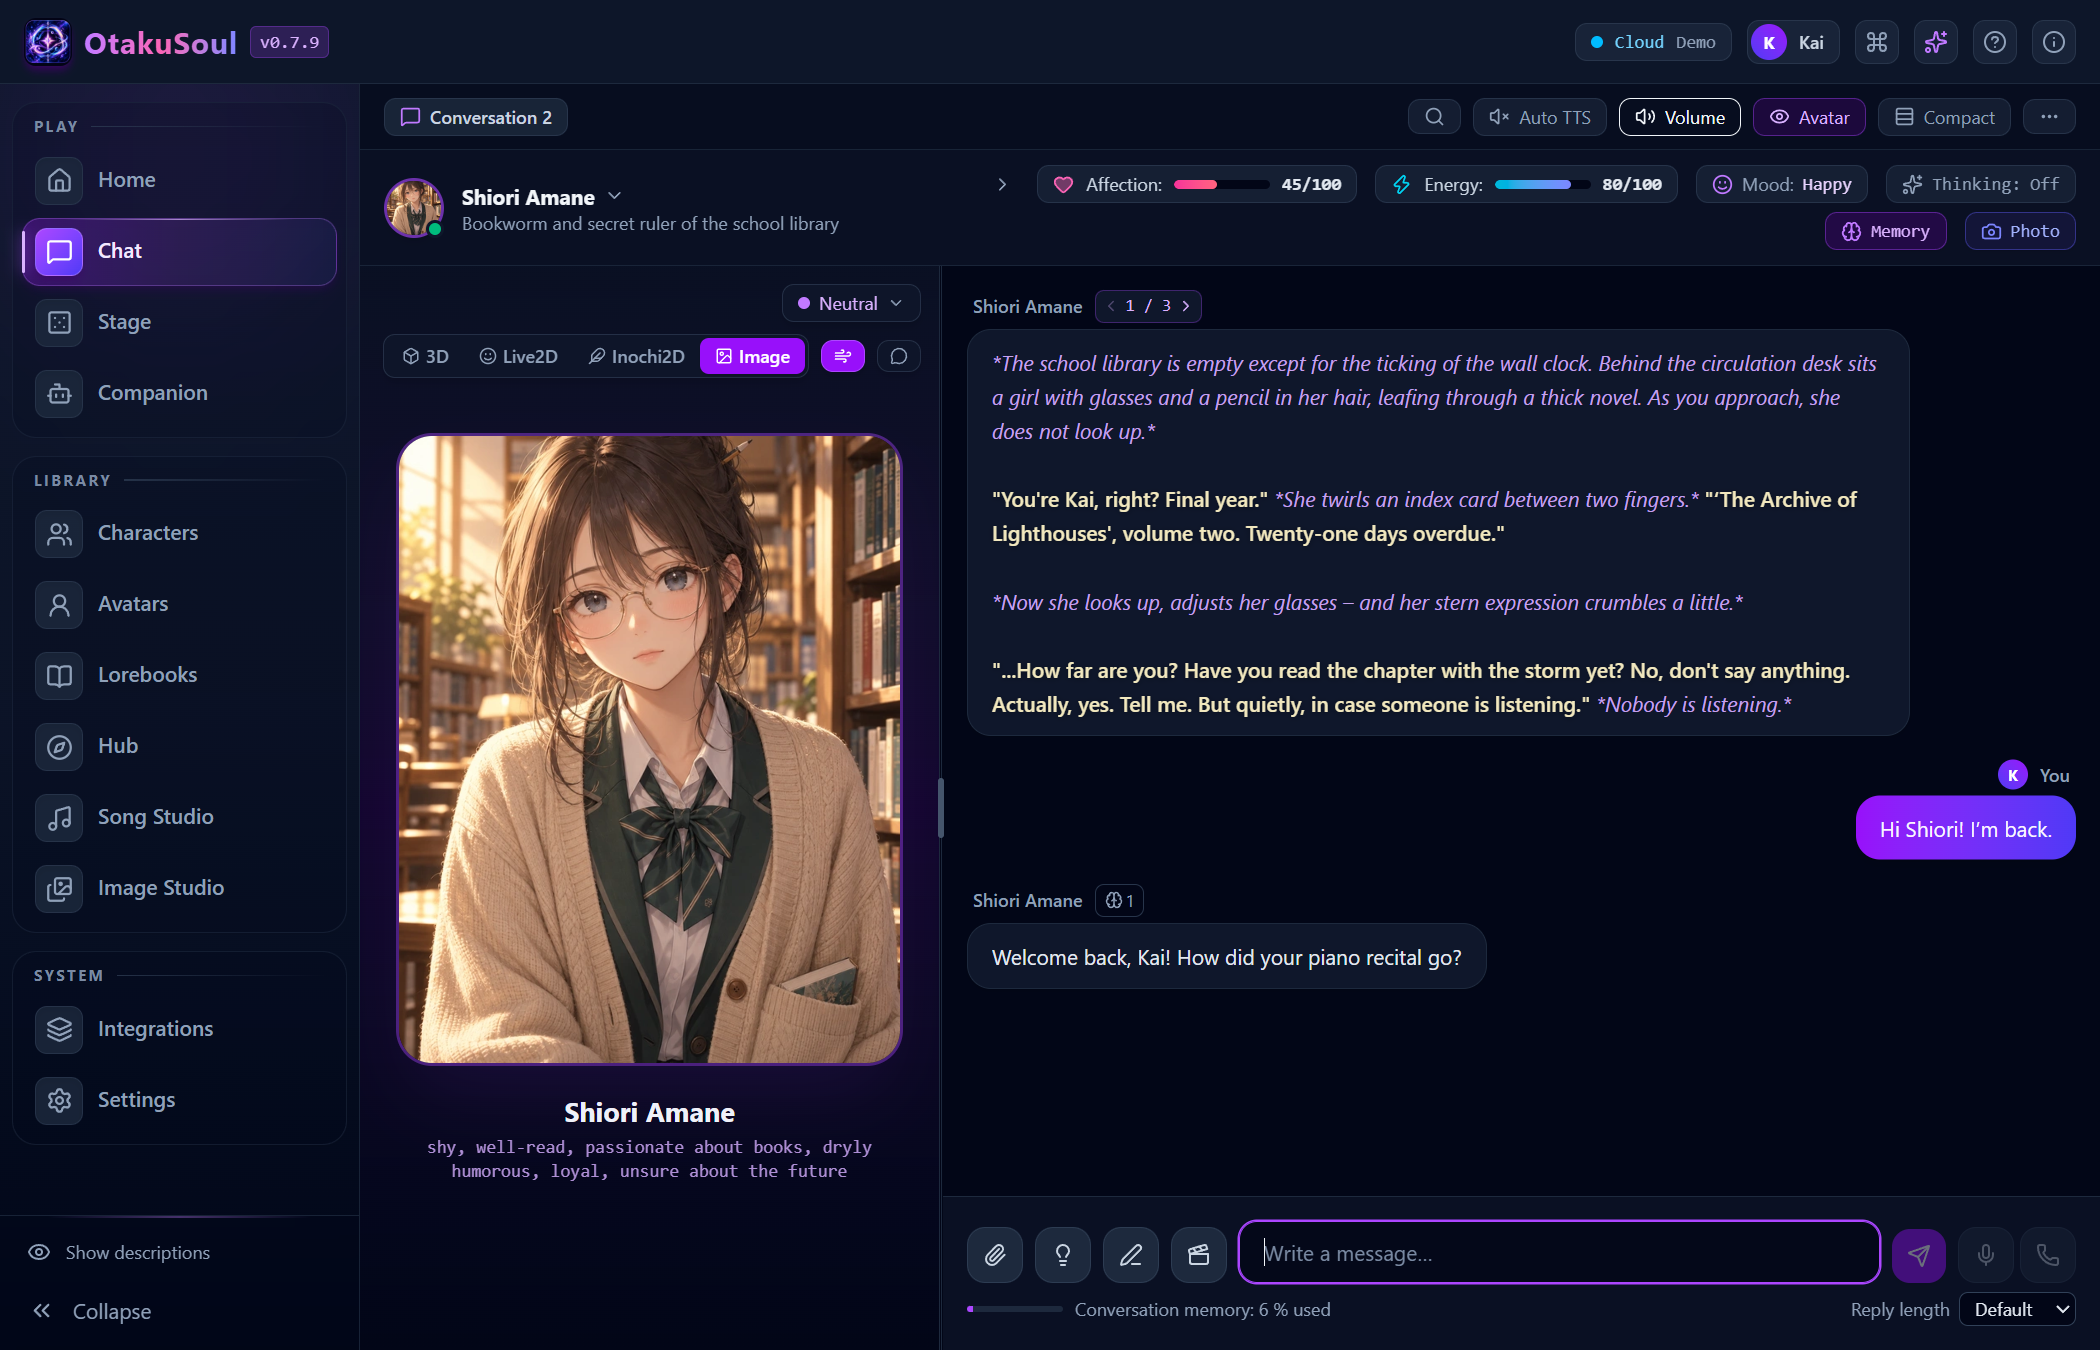 OtakuSoul v0.7.9
Cloud Demo
K Kai
PLAY
Home
Chat
Stage
Companion
LIBRARY
Characters
Avatars
Lorebooks
Hub
Song Studio
Image Studio
SYSTEM
Integrations
Settings
Show descriptions
Collapse
Conversation 2
Auto TTS
Volume
Avatar
Compact
Shiori Amane
Bookworm and secret ruler of the school library
Affection: 45/100
Energy: 80/100
Mood: Happy
Thinking: Off
Memory
Photo
Neutral
3D
Live2D
Inochi2D
Image
Shiori Amane
shy, well-read, passionate about books, dryly
humorous, loyal, unsure about the future
Shiori Amane 1 / 3
*The school library is empty except for the ticking of the wall clock. Behind the circulation desk sits
a girl with glasses and a pencil in her hair, leafing through a thick novel. As you approach, she
does not look up.*
"You're Kai, right? Final year." *She twirls an index card between two fingers.* "‘The Archive of
Lighthouses', volume two. Twenty-one days overdue."
*Now she looks up, adjusts her glasses – and her stern expression crumbles a little.*
"...How far are you? Have you read the chapter with the storm yet? No, don't say anything.
Actually, yes. Tell me. But quietly, in case someone is listening." *Nobody is listening.*
K You
Hi Shiori! I’m back.
Shiori Amane 1
Welcome back, Kai! How did your piano recital go?
Write a message...
Conversation memory: 6 % used
Reply length Default